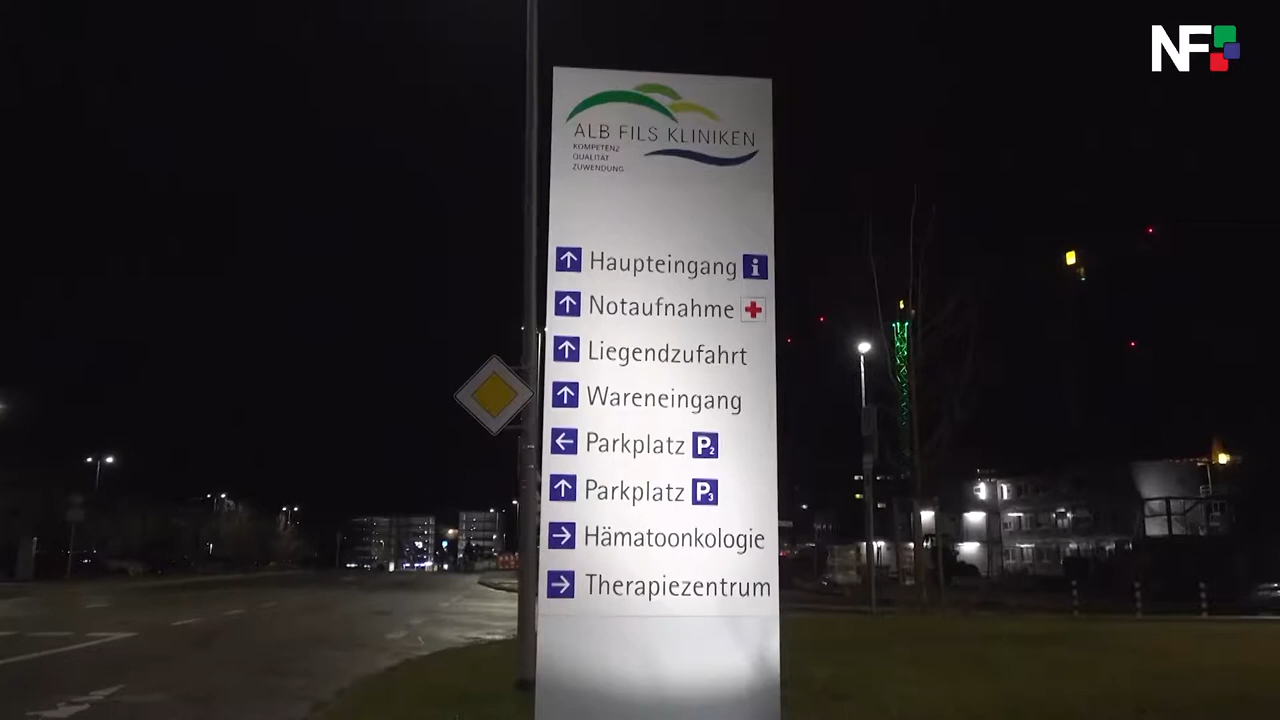 NF
ALB FILS KLINIKEN
KOMPETENZ
QUALITÄT
ZUWENDUNG
Haupteingang i
Notaufnahme
Liegendzufahrt
Wareneingang
Parkplatz P2
Parkplatz P3
Hämatoonkologie
Therapiezentrum